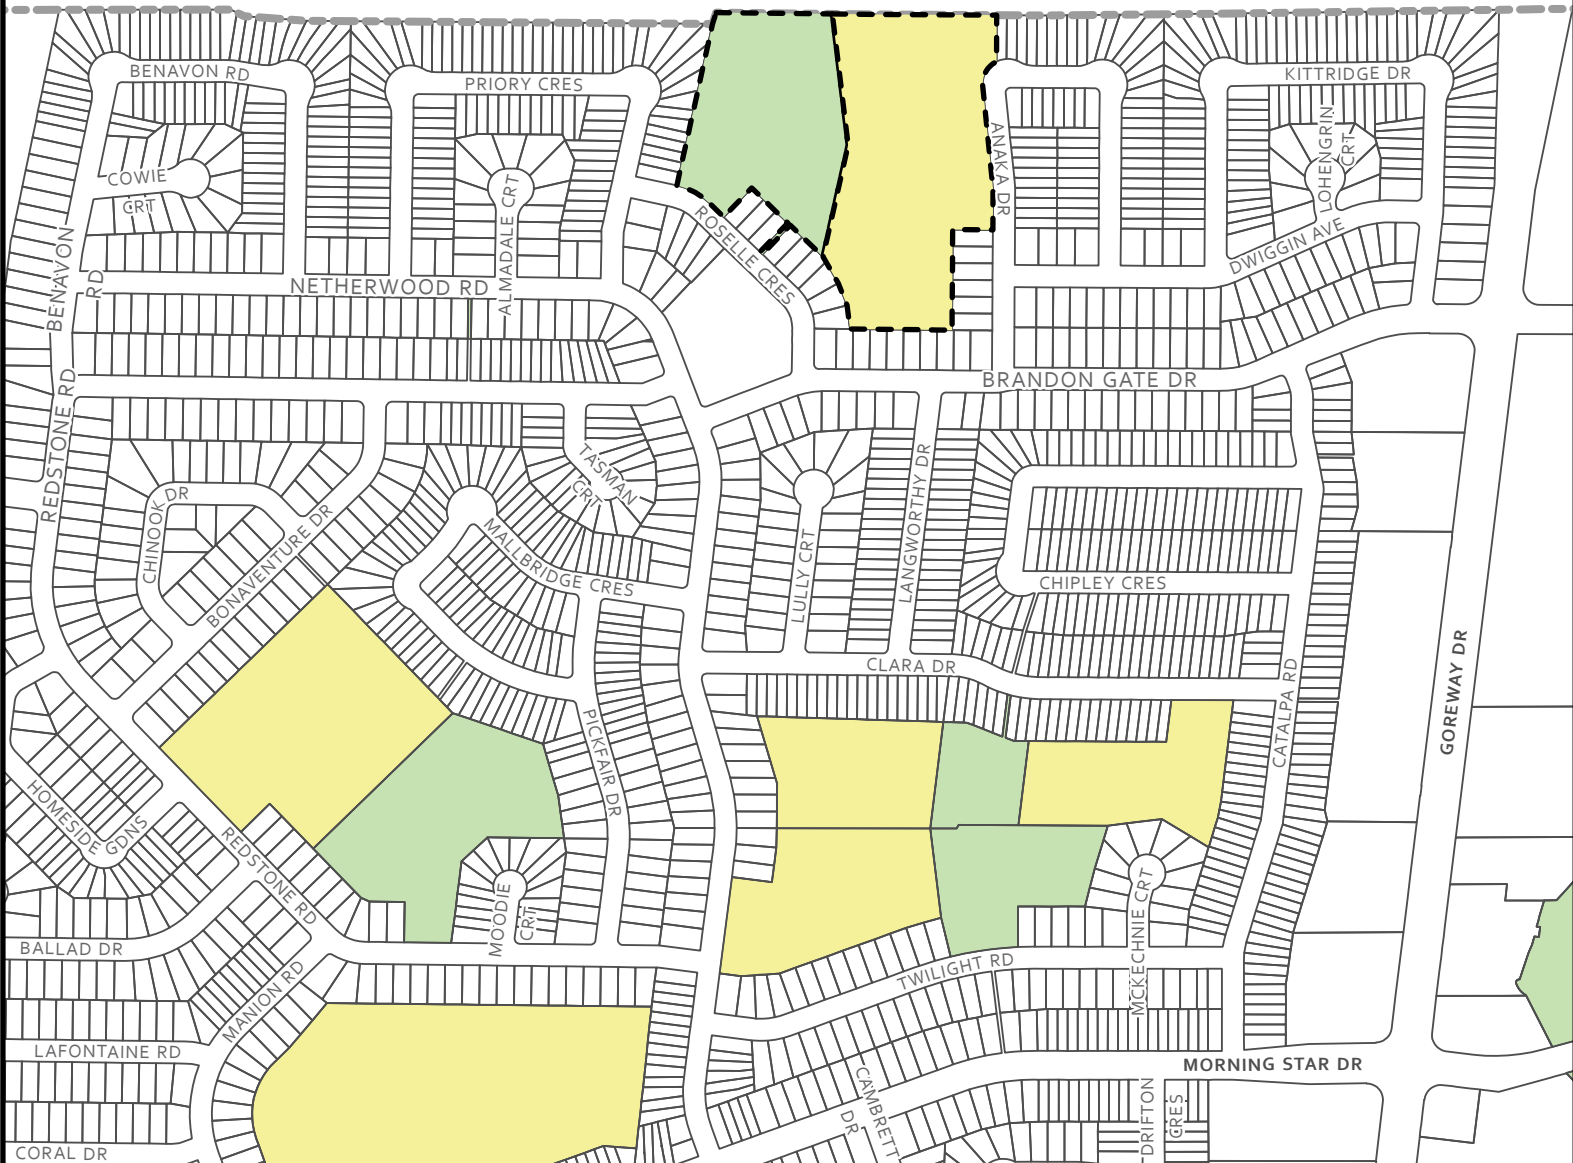 BENAVON RD
PRIORY CRES
KITTRIDGE DR
COWIE
CRT
ALMADALE CRT
ROSELLE CRES
ANAKA DR
LOHENGRIN
CRT
DWIGGIN AVE
BENAVON
RD
NETHERWOOD RD
BRANDON GATE DR
REDSTONE RD
TASMAN
CRT
CHINOOK DR
BONAVENTURE DR
MALLBRIDGE CRES
LULLY CRT
LANGWORTHY DR
CHIPLEY CRES
CLARA DR
CATALPA RD
GOREWAY DR
PICKFAIR DR
HOMESIDE
GDNS
REDSTONE RD
MOODIE
CRT
MCKECHNIE CRT
BALLAD DR
TWILIGHT RD
MANION RD
LAFONTAINE RD
MORNING STAR DR
CAMBRETT
DR
DRIFTON
CRES
CORAL DR